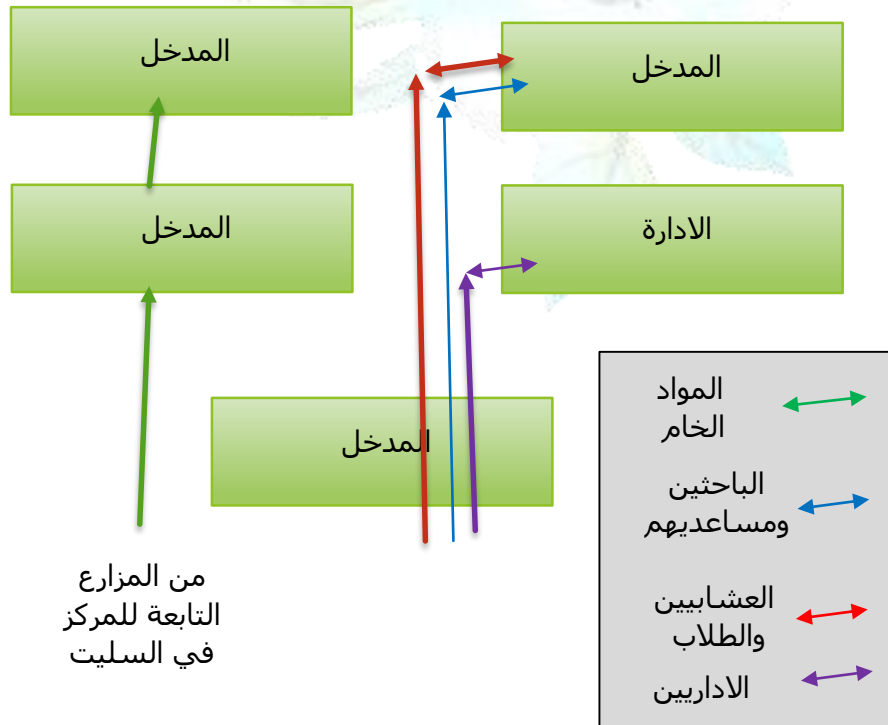 المدخل
المدخل
المدخل
الادارة
المدخل
من المزارع
التابعة للمركز
في السليت
المواد
الخام
الباحثين
ومساعديهم
العشابيين
والطلاب
الاداريين